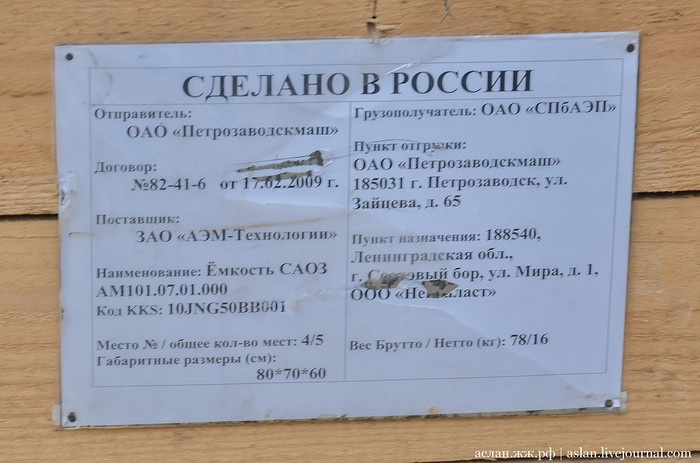 СДЕЛАНО В РОССИИ
Отправитель:
ОАО «Петрозаводскмаш»
Договор:
№82-41-6 от 17.02.2009 г.
Поставщик:
ЗАО «АЭМ-Технологии»
Наименование: Ёмкость САОЗ
АМ101.07.01.000
Код KKS: 10JNG50BB001
Место № / общее кол-во мест: 4/5
Габаритные размеры (см):
80*70*60
Грузополучатель: ОАО «СПбАЭП»
Пункт отгрузки:
ОАО «Петрозаводскмаш»
185031 г. Петрозаводск, ул.
Зайцева, д. 65
Пункт назначения: 188540,
Ленинградская обл.,
г. Сосновый бор, ул. Мира, д. 1,
ООО
Вес Брутто / Нетто (кг): 78/16
аслан.жж.рф | aslan.livejournal.com